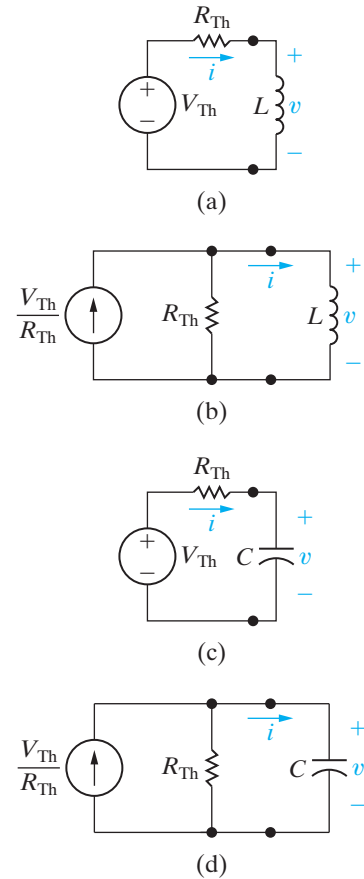 R_Th
i
+
−
V_Th
L
+
v
−
(a)
V_Th
R_Th
R_Th
i
L
+
v
−
(b)
R_Th
i
+
−
V_Th
C
+
v
−
(c)
V_Th
R_Th
R_Th
i
C
+
v
−
(d)